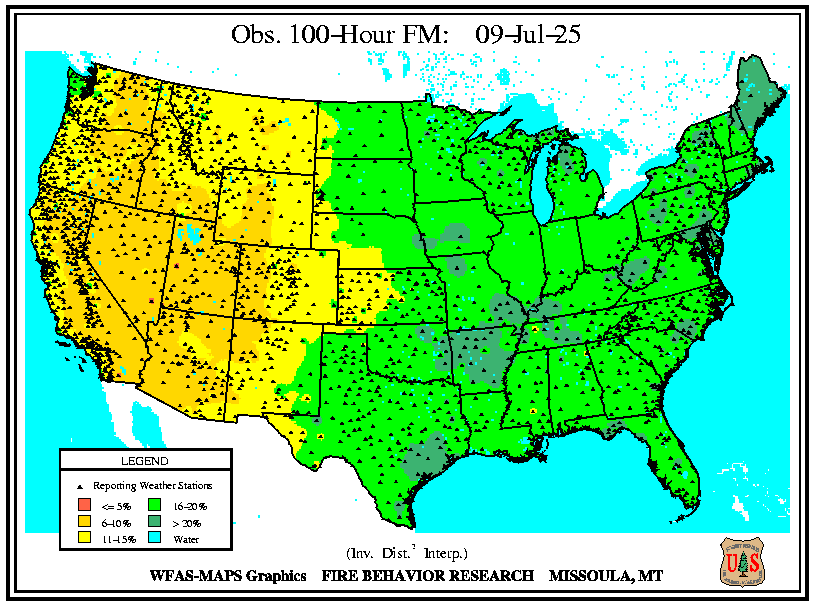 Obs. 100-Hour FM: 09-Jul-25
LEGEND
Reporting Weather Stations
<= 5% 16-20%
6-10% > 20%
11-15% Water
(Inv. Dist.² Interp.)
WFAS-MAPS Graphics FIRE BEHAVIOR RESEARCH MISSOULA, MT
U S